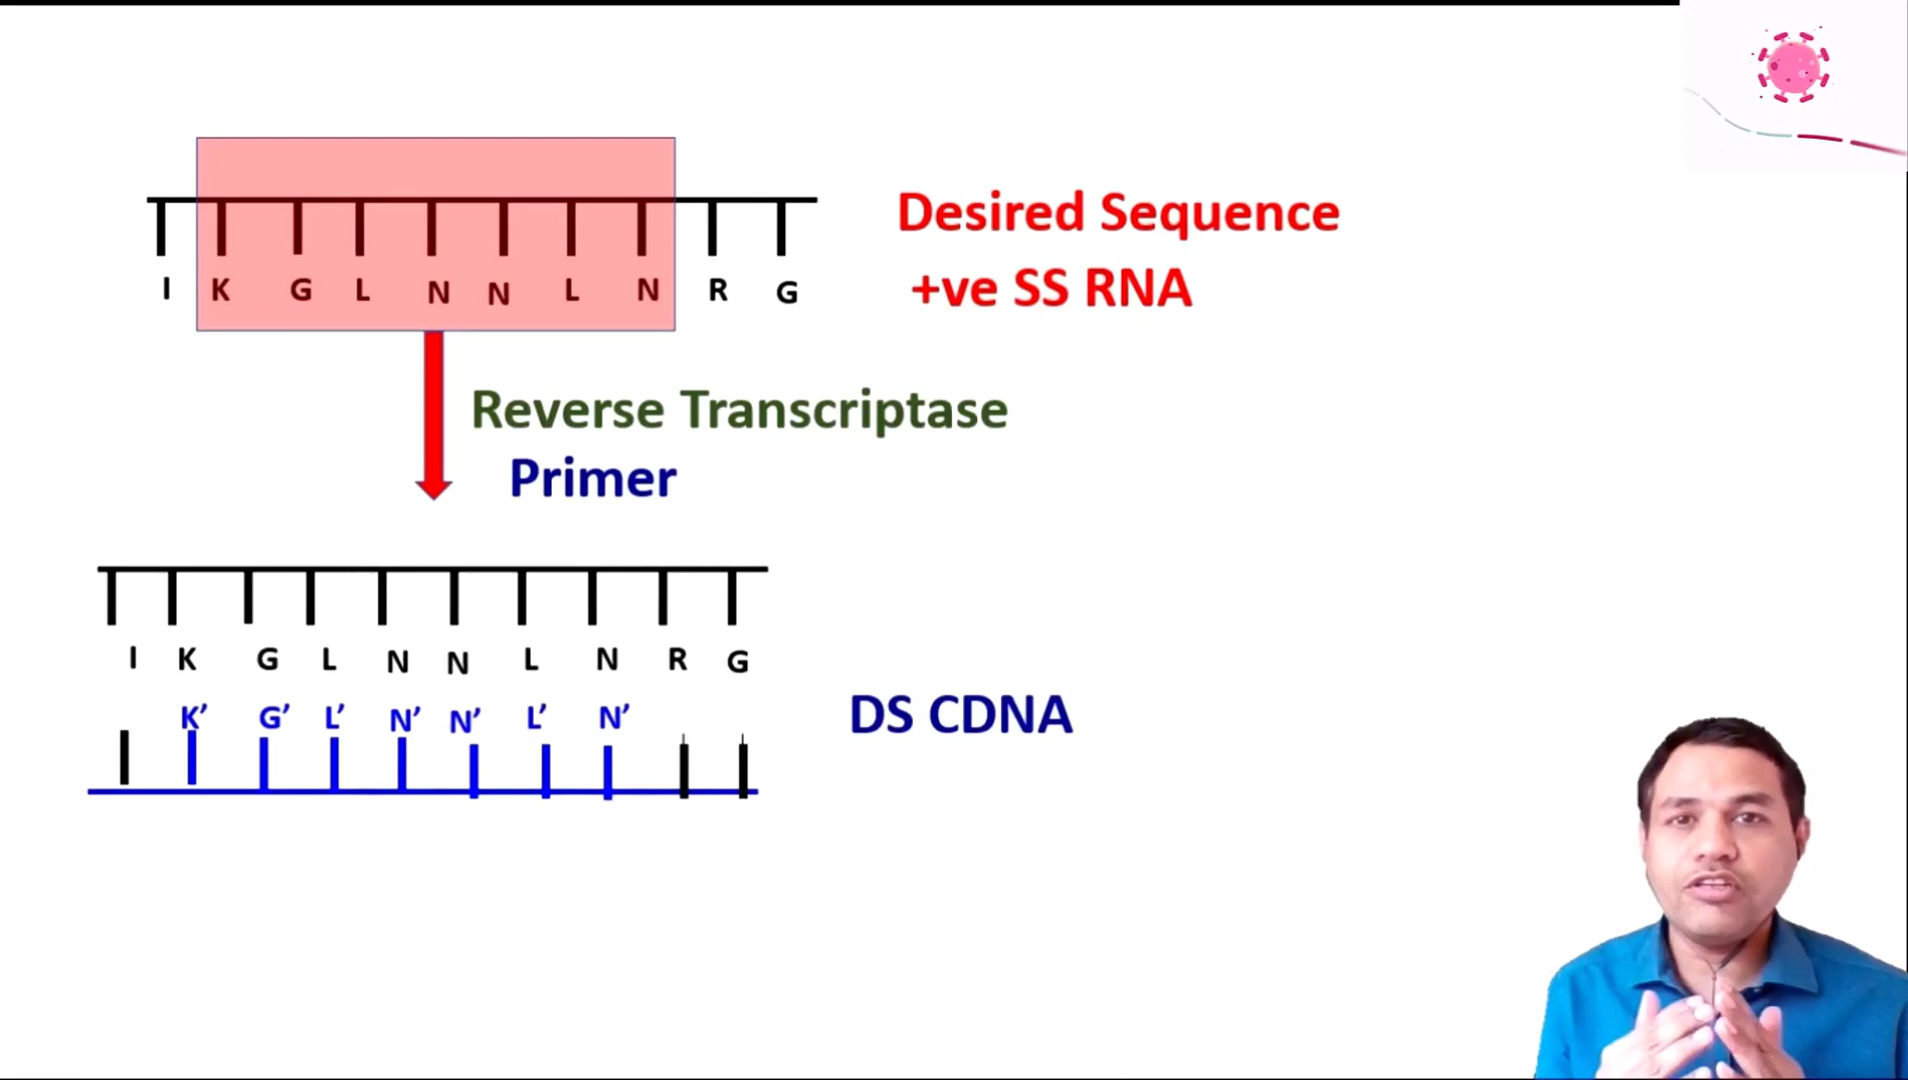 Desired Sequence
I K G L N N L N R G
+ve SS RNA
Reverse Transcriptase
Primer
I K G L N N L N R G
K’ G’ L’ N’ N’ L’ N’
DS CDNA